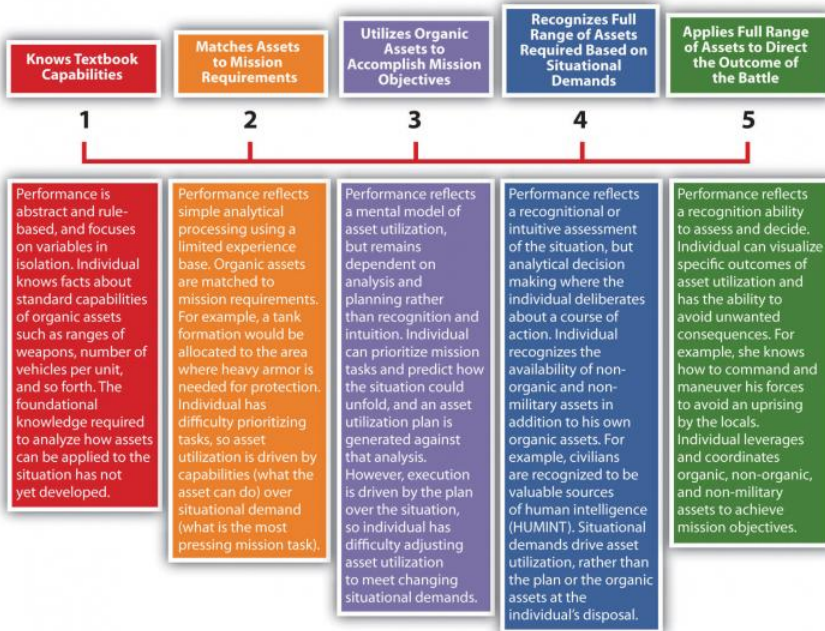 Knows Textbook
Capabilities
Matches Assets
to Mission
Requirements
Utilizes Organic
Assets to
Accomplish Mission
Objectives
Recognizes Full
Range of Assets
Required Based on
Situational
Demands
Applies Full Range
of Assets to Direct
the Outcome of
the Battle
1
2
3
4
5
Performance is
abstract and rule-
based, and focuses
on variables in
isolation. Individual
knows facts about
standard capabilities
of organic assets
such as ranges of
weapons, number of
vehicles per unit,
and so forth. The
foundational
knowledge required
to analyze how assets
can be applied to the
situation has not
yet developed.
Performance reflects
simple analytical
processing using a
limited experience
base. Organic assets
are matched to
mission requirements.
For example, a tank
formation would be
allocated to the area
where heavy armor is
needed for protection.
Individual has
difficulty prioritizing
tasks, so asset
utilization is driven by
capabilities (what the
asset can do) over
situational demand
(what is the most
pressing mission task).
Performance reflects
a mental model of
asset utilization,
but remains
dependent on
analysis and
planning rather
than recognition and
intuition. Individual
can prioritize mission
tasks and predict how
the situation could
unfold, and an asset
utilization plan is
generated against
that analysis.
However, execution
is driven by the plan
over the situation,
so individual has
difficulty adjusting
asset utilization
to meet changing
situational demands.
Performance reflects
a recognitional or
intuitive assessment
of the situation, but
analytical decision
making where the
individual deliberates
about a course of
action. Individual
recognizes the
availability of non-
organic and non-
military assets in
addition to his own
organic assets. For
example, civilians
are recognized to be
valuable sources
of human intelligence
(HUMINT). Situational
demands drive asset
utilization, rather than
the plan or the organic
assets at the
individual's disposal.
Performance reflects
a recognition ability
to assess and decide.
Individual can visualize
specific outcomes of
asset utilization and
has the ability to
avoid unwanted
consequences. For
example, she knows
how to command and
maneuver his forces
to avoid an uprising
by the locals.
Individual leverages
and coordinates
organic, non-organic,
and non-military
assets to achieve
mission objectives.